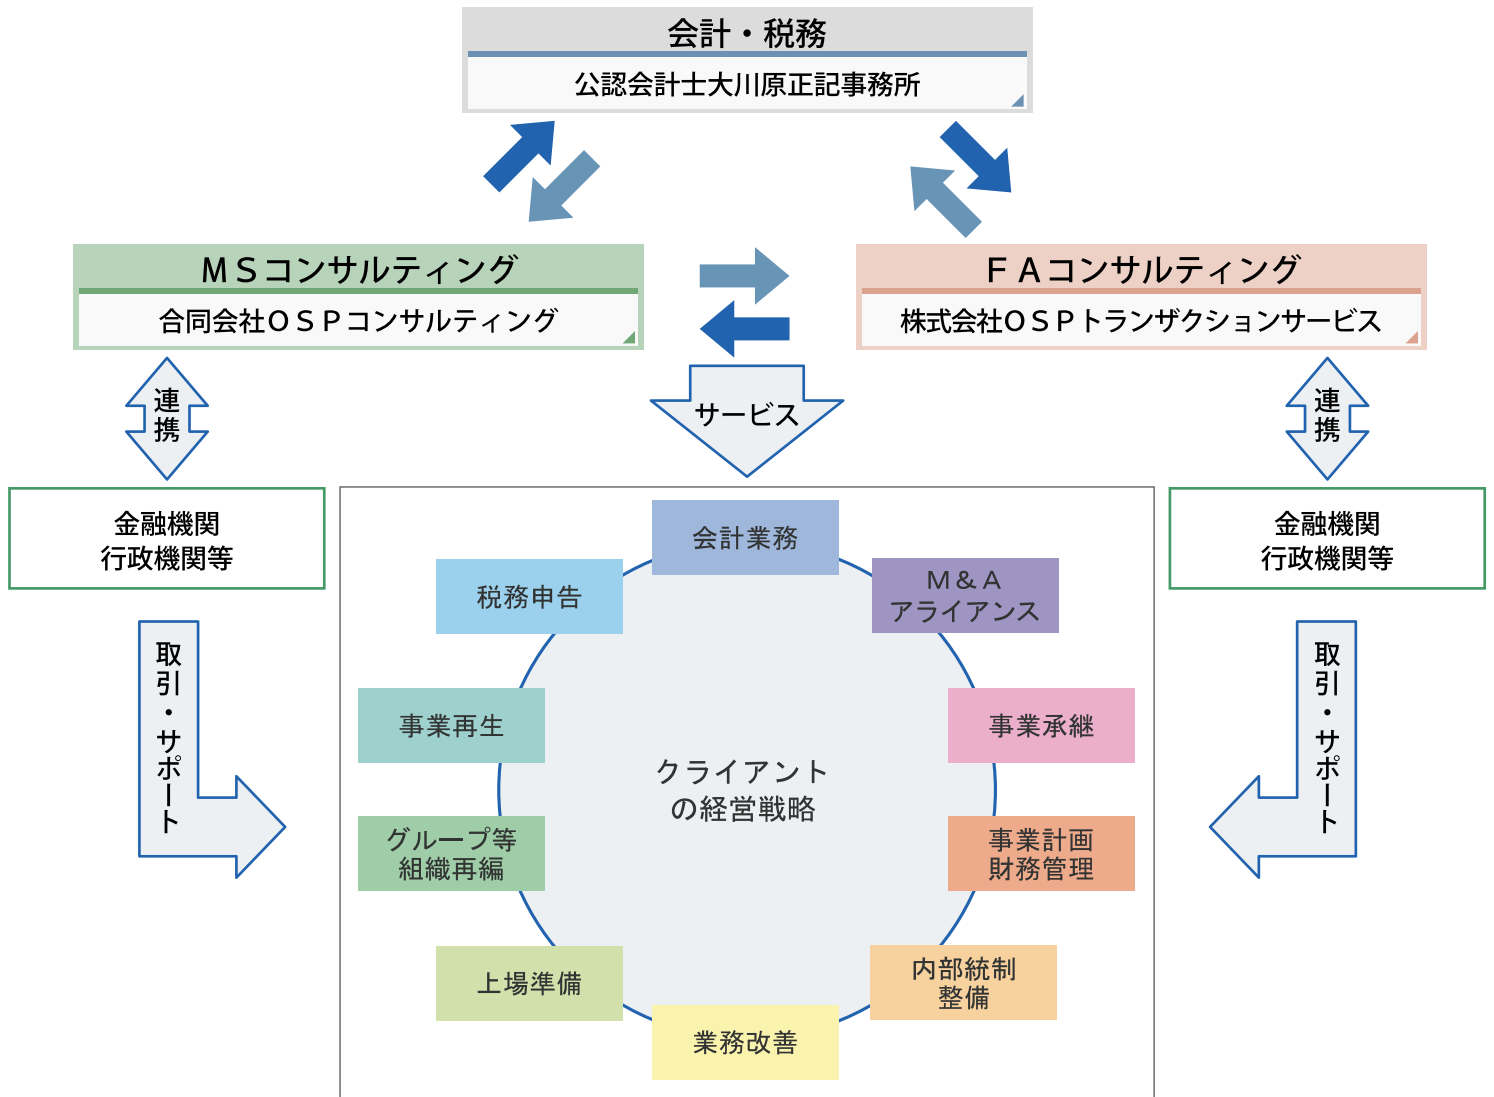 会計・税務
公認会計士大川原正記事務所
ＭＳコンサルティング
合同会社ＯＳＰコンサルティング
ＦＡコンサルティング
株式会社ＯＳＰトランザクションサービス
連携
サービス
連携
金融機関
行政機関等
金融機関
行政機関等
取引・サポート
取引・サポート
会計業務
Ｍ＆Ａ
アライアンス
事業承継
事業計画
財務管理
内部統制
整備
業務改善
上場準備
グループ等
組織再編
事業再生
税務申告
クライアント
の経営戦略